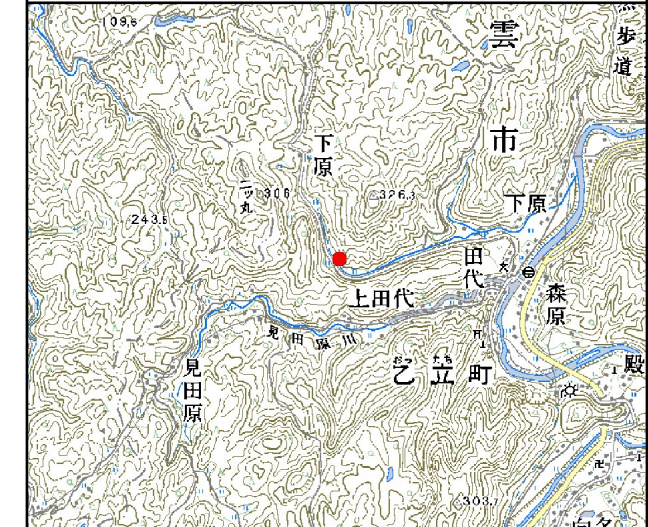 109.6
雲
歩道
下原
市
二ッ丸
306
326.3
243.5
下原
田代
森原
上田代
見田原川
おっ たち
乙立町
見田原
殿
303.7